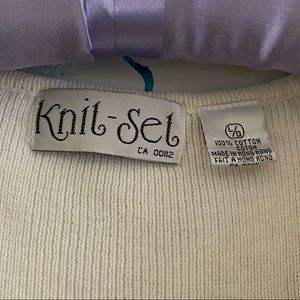 Knit-Set
CA 00112
L/G
100% COTTON
COTON
MADE IN HONG KONG
FAIT A HONG KONG